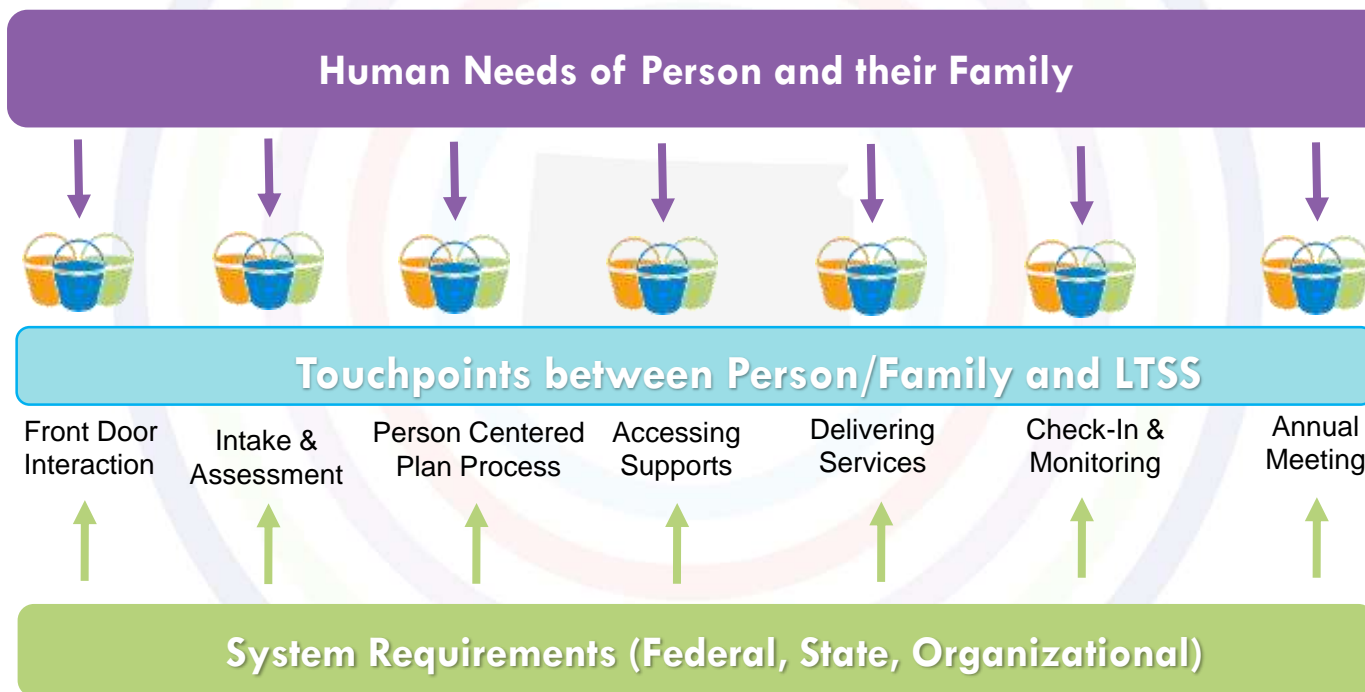 Human Needs of Person and their Family
Touchpoints between Person/Family and LTSS
Front Door
Interaction
Intake &
Assessment
Person Centered
Plan Process
Accessing
Supports
Delivering
Services
Check-In &
Monitoring
Annual
Meeting
System Requirements (Federal, State, Organizational)